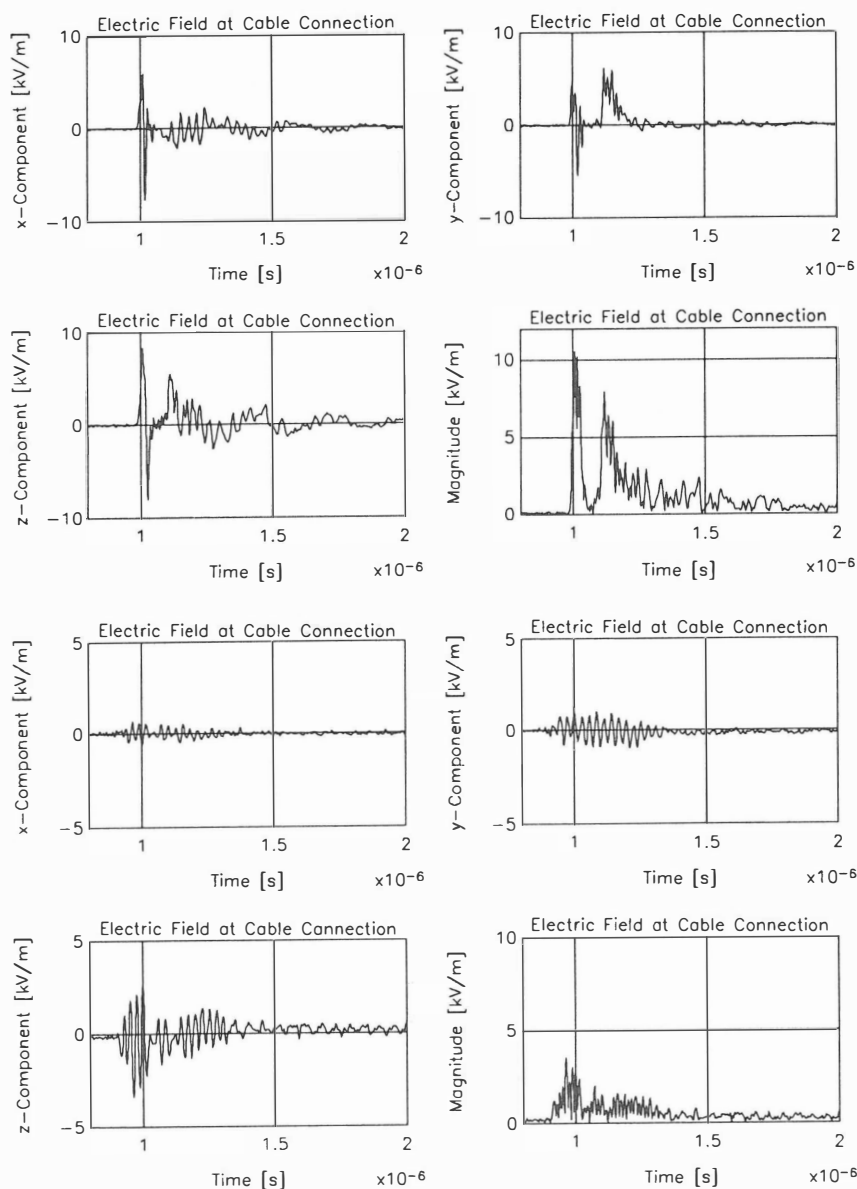 Electric Field at Cable Connection
x-Component [kV/m]
10
0
-10
1
1.5
2
Time [s]
x10-6
Electric Field at Cable Connection
y-Component [kV/m]
10
0
-10
1
1.5
2
Time [s]
x10-6
Electric Field at Cable Connection
z-Component [kV/m]
10
0
-10
1
1.5
2
Time [s]
x10-6
Electric Field at Cable Connection
Magnitude [kV/m]
10
5
0
1
1.5
2
Time [s]
x10-6
Electric Field at Cable Connection
x-Component [kV/m]
5
0
-5
1
1.5
2
Time [s]
x10-6
Electric Field at Cable Connection
y-Component [kV/m]
5
0
-5
1
1.5
2
Time [s]
x10-6
Electric Field at Cable Cannection
z-Component [kV/m]
5
0
-5
1
1.5
2
Time [s]
x10-6
Electric Field at Cable Connection
Magnitude [kV/m]
10
5
0
1
1.5
2
Time [s]
x10-6